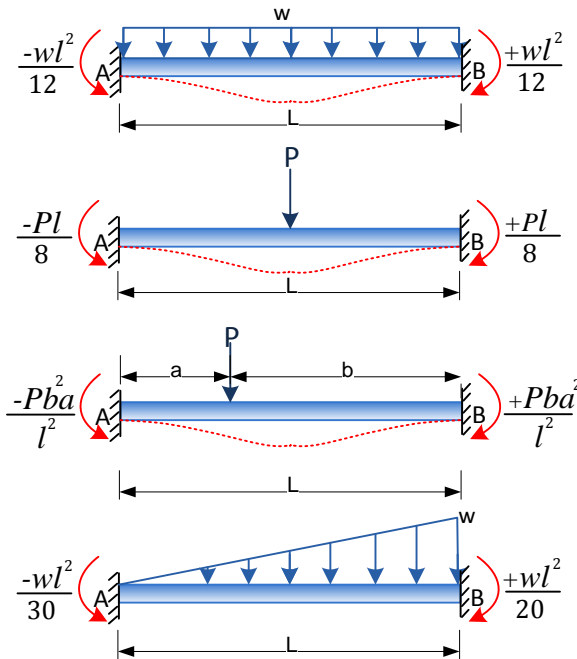 w
-wl²/12 A B +wl²/12
L
P
-Pl/8 A B +Pl/8
L
P
a b
-Pba²/l² A B +Pba²/l²
L
w
-wl²/30 A B +wl²/20
L